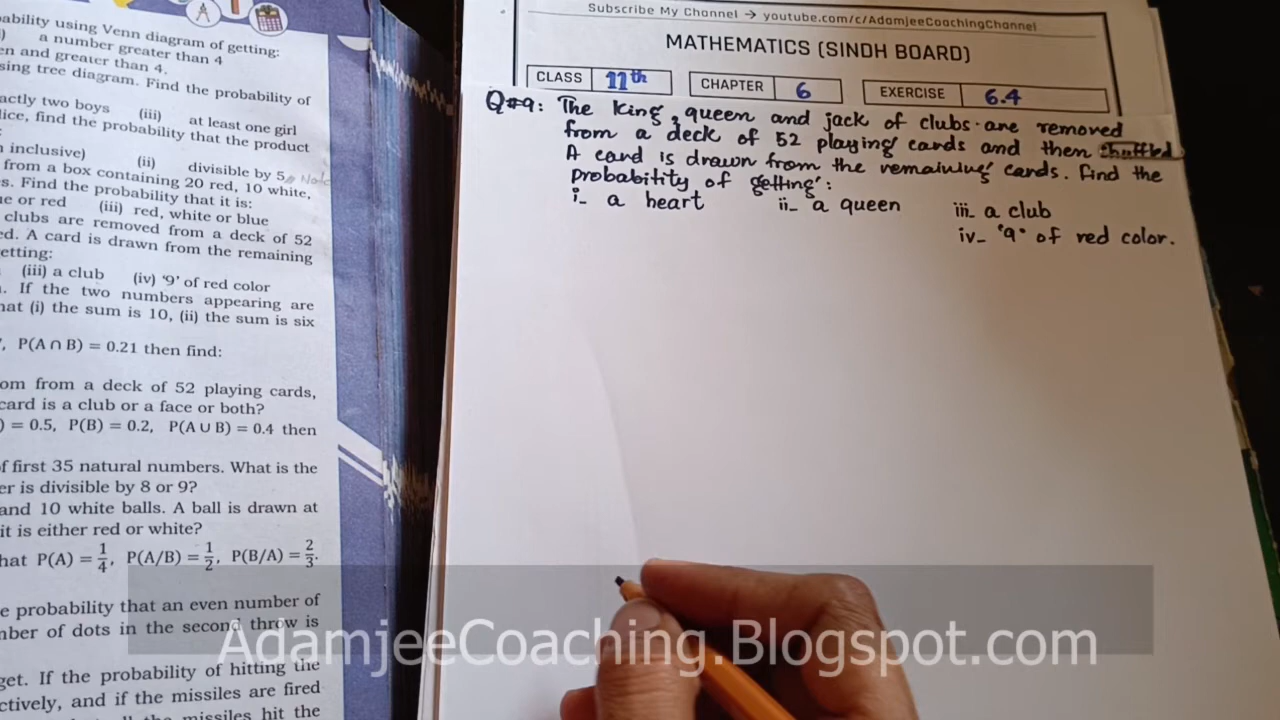 ability using Venn diagram of getting:
a number greater than 4
en and greater than 4.
sing tree diagram. Find the probability of
actly two boys (iii) at least one girl
dice, find the probability that the product
n inclusive) (ii) divisible by 5
from a box containing 20 red, 10 white,
s. Find the probability that it is:
ue or red (iii) red, white or blue
clubs are removed from a deck of 52
ed. A card is drawn from the remaining
etting:
(iii) a club (iv) '9' of red color
. If the two numbers appearing are
hat (i) the sum is 10, (ii) the sum is six
, P(A ∩ B) = 0.21 then find:
om from a deck of 52 playing cards,
card is a club or a face or both?
) = 0.5, P(B) = 0.2, P(A ∪ B) = 0.4 then
of first 35 natural numbers. What is the
er is divisible by 8 or 9?
and 10 white balls. A ball is drawn at
it is either red or white?
hat P(A) = 1/4, P(A/B) = 1/2, P(B/A) = 2/3.
e probability that an even number of
mber of dots in the second throw is
get. If the probability of hitting the
ctively, and if the missiles are fired
the missiles hit the
Subscribe My Channel → youtube.com/c/AdamjeeCoachingChannel
MATHEMATICS (SINDH BOARD)
CLASS 11th CHAPTER 6 EXERCISE 6.4
Q#9: The king, queen and jack of clubs are removed
from a deck of 52 playing cards and then shuffled
A card is drawn from the remaining cards. Find the
probability of getting:
i- a heart ii- a queen iii- a club
iv- '9' of red color.
AdamjeeCoaching.Blogspot.com